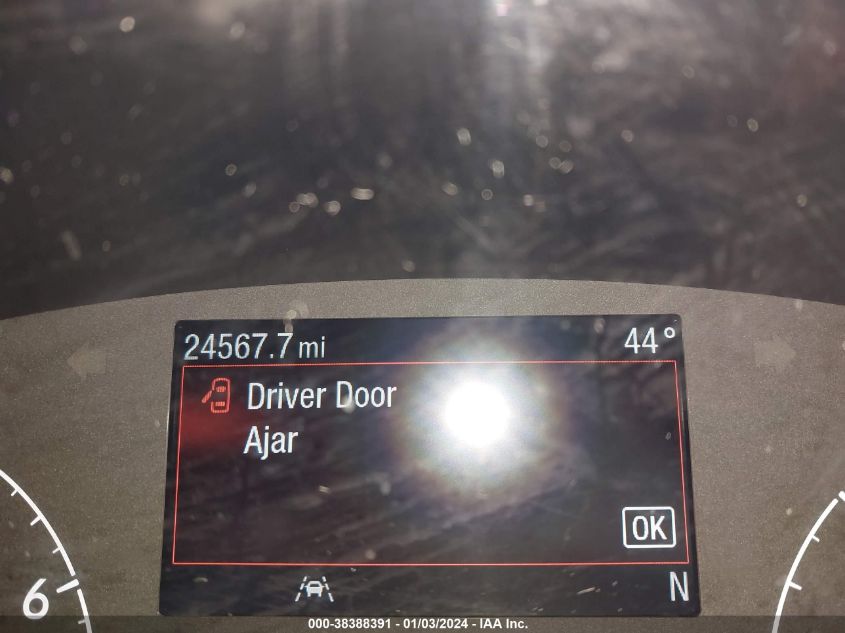 24567.7 mi 44°
Driver Door
Ajar
OK
N
6
000-38388391 - 01/03/2024 - IAA Inc.